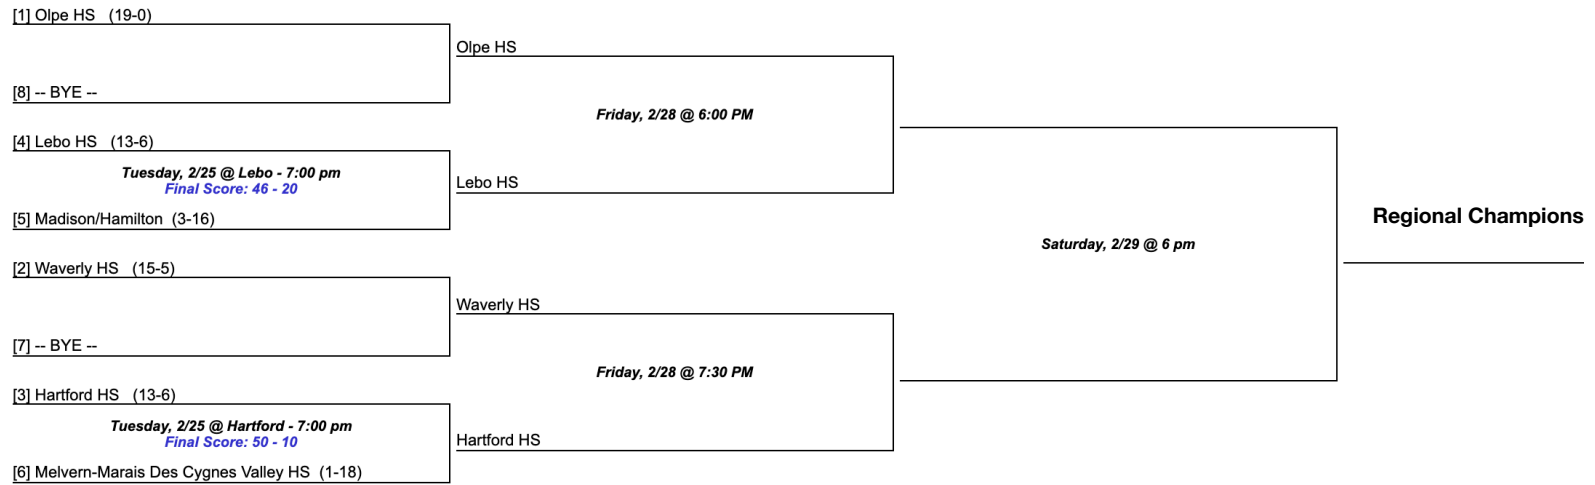 [1] Olpe HS (19-0)
Olpe HS
[8] -- BYE --
Friday, 2/28 @ 6:00 PM
[4] Lebo HS (13-6)
Tuesday, 2/25 @ Lebo - 7:00 pm
Final Score: 46 - 20
Lebo HS
[5] Madison/Hamilton (3-16)
Regional Champions
Saturday, 2/29 @ 6 pm
[2] Waverly HS (15-5)
Waverly HS
[7] -- BYE --
Friday, 2/28 @ 7:30 PM
[3] Hartford HS (13-6)
Tuesday, 2/25 @ Hartford - 7:00 pm
Final Score: 50 - 10
Hartford HS
[6] Melvern-Marais Des Cygnes Valley HS (1-18)